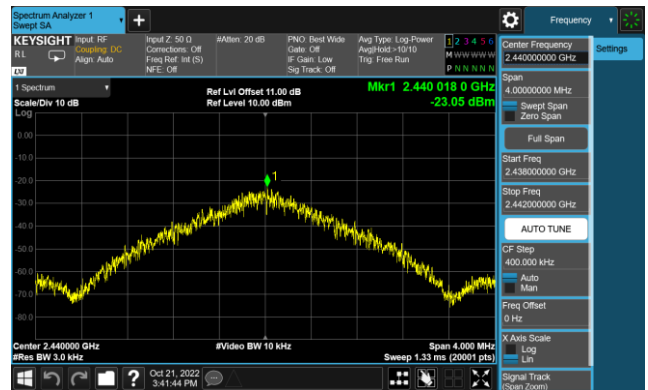 Spectrum Analyzer 1
Swept SA
+
Frequency
KEYSIGHT
RL
LXI
Input: RF
Coupling: DC
Align: Auto
Input Z: 50 Ω
Corrections: Off
Freq Ref: Int (S)
NFE: Off
#Atten: 20 dB
PNO: Best Wide
Gate: Off
IF Gain: Low
Sig Track: Off
Avg Type: Log-Power
Avg|Hold:>10/10
Trig: Free Run
1 2 3 4 5 6
M W W W W W
P N N N N N
1 Spectrum
Scale/Div 10 dB
Log
Ref Lvl Offset 11.00 dB
Ref Level 10.00 dBm
Mkr1 2.440 018 0 GHz
-23.05 dBm
1
0.00
-10.0
-20.0
-30.0
-40.0
-50.0
-60.0
-70.0
-80.0
Center 2.440000 GHz
#Res BW 3.0 kHz
#Video BW 10 kHz
Span 4.000 MHz
Sweep 1.33 ms (20001 pts)
Center Frequency
2.440000000 GHz
Settings
Span
4.00000000 MHz
Swept Span
Zero Span
Full Span
Start Freq
2.438000000 GHz
Stop Freq
2.442000000 GHz
AUTO TUNE
CF Step
400.000 kHz
Auto
Man
Freq Offset
0 Hz
X Axis Scale
Log
Lin
Signal Track
(Span Zoom)
?
Oct 21, 2022
3:41:44 PM